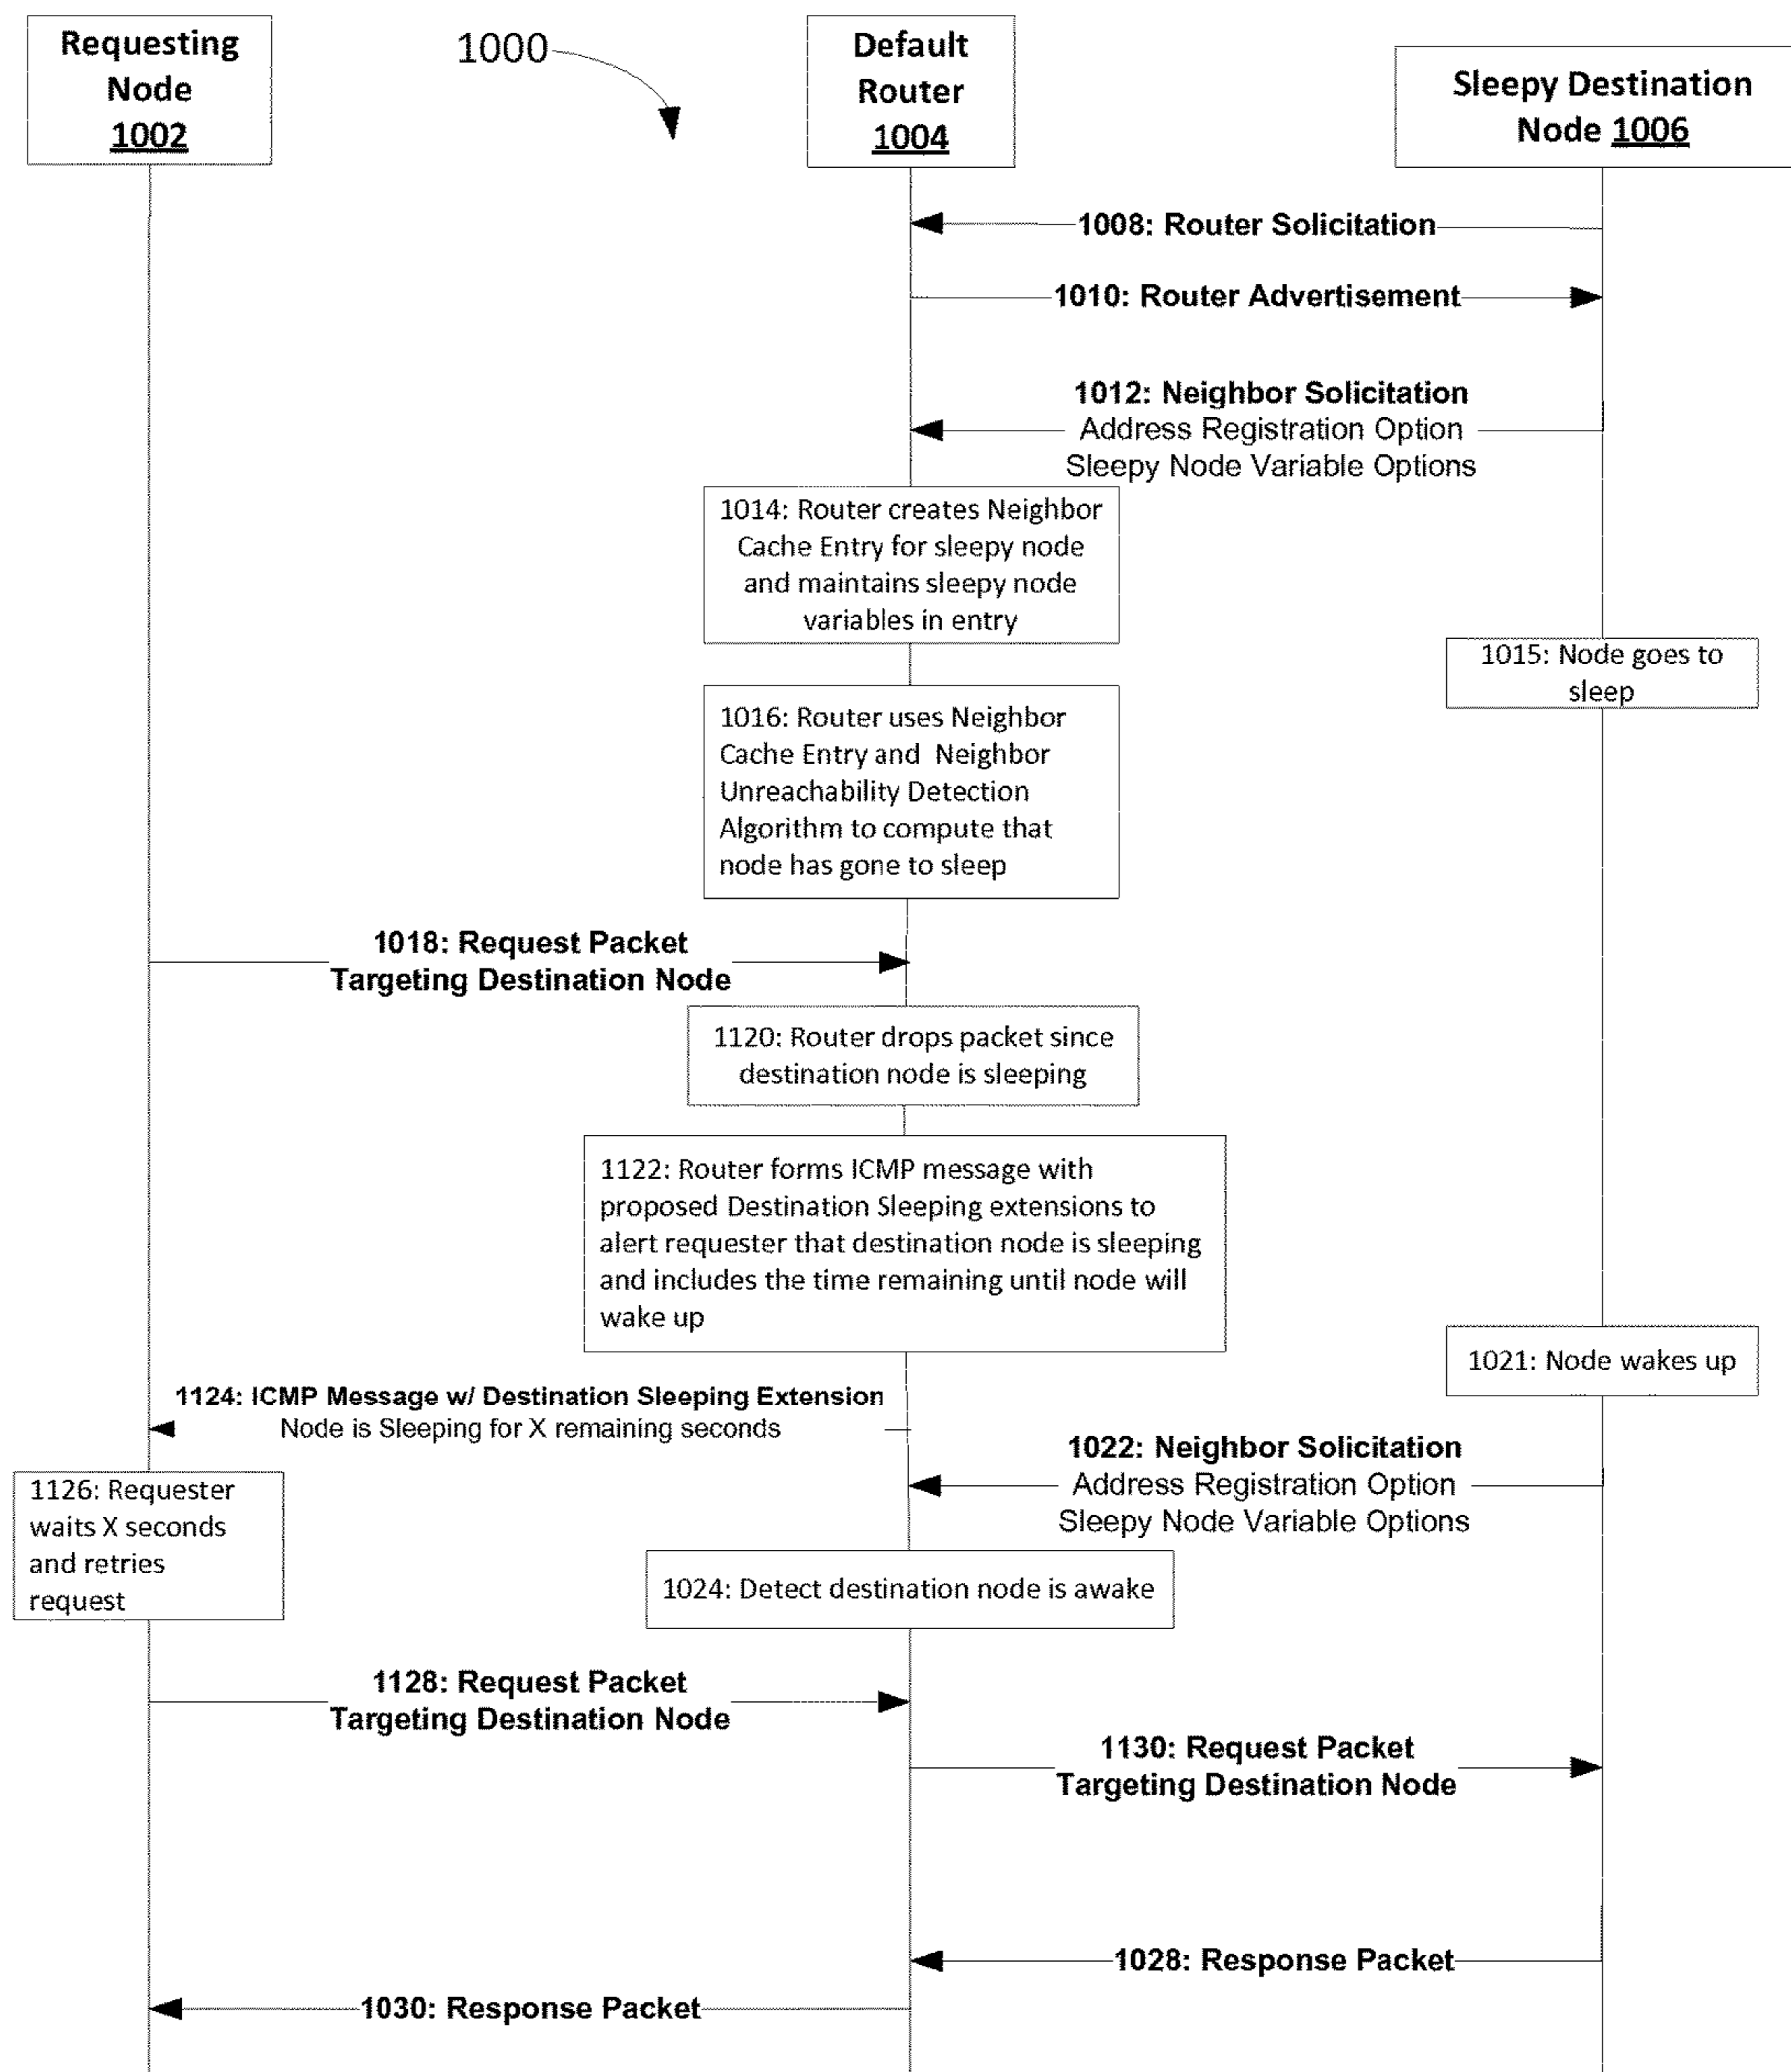 Requesting
Node
1002
1000
Default
Router
1004
Sleepy Destination
Node 1006
1008: Router Solicitation
1010: Router Advertisement
1012: Neighbor Solicitation
Address Registration Option
Sleepy Node Variable Options
1014: Router creates Neighbor
Cache Entry for sleepy node
and maintains sleepy node
variables in entry
1015: Node goes to
sleep
1016: Router uses Neighbor
Cache Entry and Neighbor
Unreachability Detection
Algorithm to compute that
node has gone to sleep
1018: Request Packet
Targeting Destination Node
1120: Router drops packet since
destination node is sleeping
1122: Router forms ICMP message with
proposed Destination Sleeping extensions to
alert requester that destination node is sleeping
and includes the time remaining until node will
wake up
1021: Node wakes up
1124: ICMP Message w/ Destination Sleeping Extension
Node is Sleeping for X remaining seconds
1022: Neighbor Solicitation
Address Registration Option
Sleepy Node Variable Options
1126: Requester
waits X seconds
and retries
request
1024: Detect destination node is awake
1128: Request Packet
Targeting Destination Node
1130: Request Packet
Targeting Destination Node
1028: Response Packet
1030: Response Packet